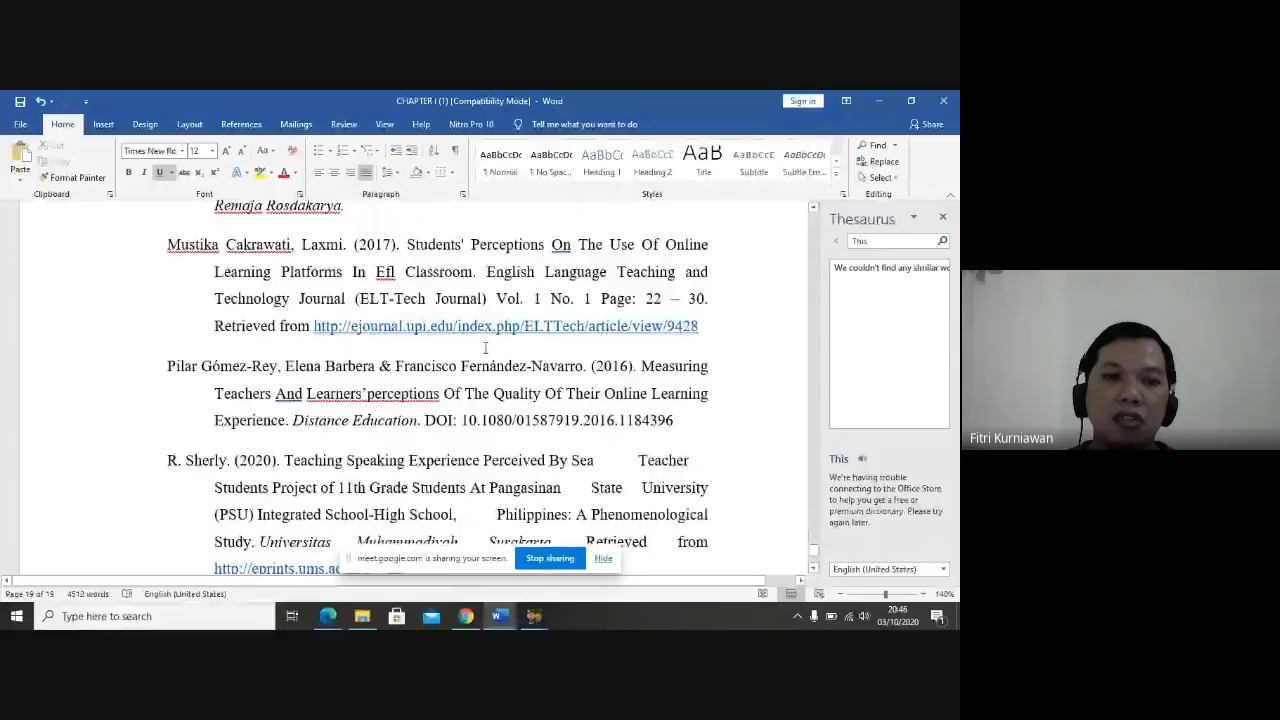 CHAPTER I (1) [Compatibility Mode] - Word
Sign in
File Home Insert Design Layout References Mailings Review View Help Nitro Pro 10 Tell me what you want to do Share
Cut
Paste
Format Painter
Clipboard
Times New Ro 12
Font
Paragraph
AaBbCcDc AaBbCcDc AaBbCc AaBbCcC AaB AaBbCcC AaBbCcDc
¶ Normal ¶ No Spac... Heading 1 Heading 2 Title Subtitle Subtle Em...
Styles
Find
Replace
Select
Editing
Remaja Rosdakarya.
Mustika Cakrawati, Laxmi. (2017). Students' Perceptions On The Use Of Online
Learning Platforms In Efl Classroom. English Language Teaching and
Technology Journal (ELT-Tech Journal) Vol. 1 No. 1 Page: 22 – 30.
Retrieved from http://ejournal.upi.edu/index.php/ELTTech/article/view/9428
Pilar Gómez-Rey, Elena Barbera & Francisco Fernández-Navarro. (2016). Measuring
Teachers And Learners'perceptions Of The Quality Of Their Online Learning
Experience. Distance Education. DOI: 10.1080/01587919.2016.1184396
R. Sherly. (2020). Teaching Speaking Experience Perceived By Sea Teacher
Students Project of 11th Grade Students At Pangasinan State University
(PSU) Integrated School-High School, Philippines: A Phenomenological
Study. Universitas Muhammadiyah Surakarta. Retrieved from
http://eprints.ums.ac
meet.google.com is sharing your screen. Stop sharing Hide
Thesaurus
This
We couldn't find any similar wo
This
We're having trouble
connecting to the Office Store
to help you get a free or
premium dictionary. Please try
again later.
English (United States)
Page 19 of 19 4512 words English (United States) 140%
Type here to search
20:46
03/10/2020
Fitri Kurniawan